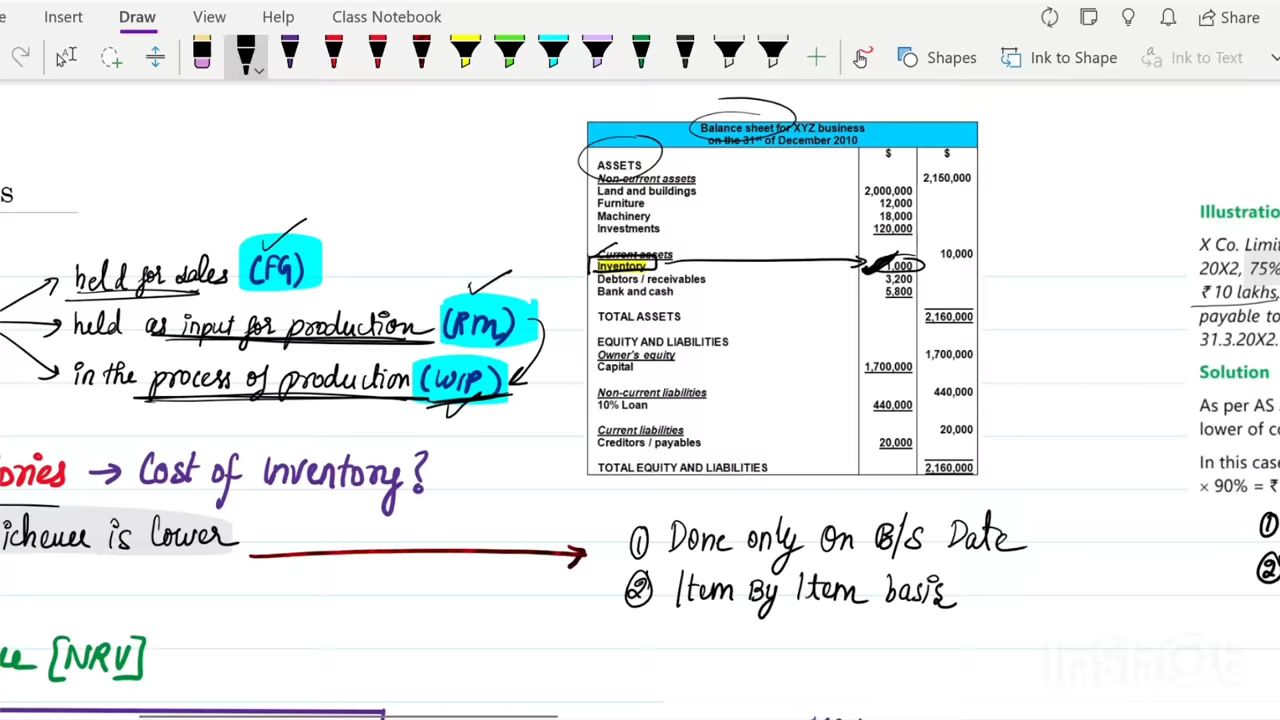 Insert Draw View Help Class Notebook Share
Shapes Ink to Shape Ink to Text
s
held for sales (FG)
held as input for production (RM)
in the process of production (WIP)
ories → Cost of Inventory?
ichever is lower
ue [NRV]
Balance sheet for XYZ business
on the 31st of December 2010
$ $
ASSETS
Non-current assets 2,150,000
Land and buildings 2,000,000
Furniture 12,000
Machinery 18,000
Investments 120,000
Current assets 10,000
Inventory 1,000
Debtors / receivables 3,200
Bank and cash 5,800
TOTAL ASSETS 2,160,000
EQUITY AND LIABILITIES
Owner's equity 1,700,000
Capital 1,700,000
Non-current liabilities 440,000
10% Loan 440,000
Current liabilities 20,000
Creditors / payables 20,000
TOTAL EQUITY AND LIABILITIES 2,160,000
① Done only on B/S Date
② Item By Item basis
Illustratio
X Co. Limit
20X2, 75%
₹ 10 lakhs,
payable to
31.3.20X2.
Solution
As per AS
lower of co
In this case
× 90% = ₹
①
②
InShot